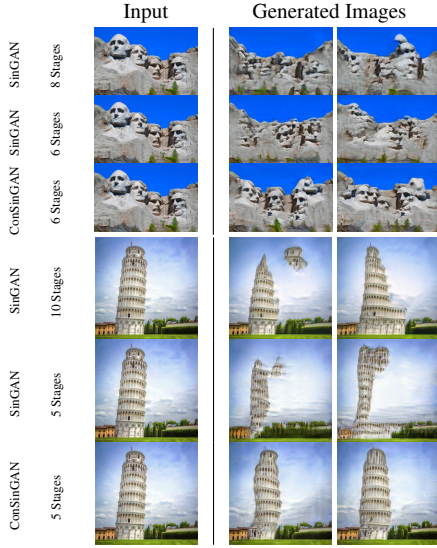 Input Generated Images
SinGAN 8 Stages
SinGAN 6 Stages
ConSinGAN 6 Stages
SinGAN 10 Stages
SinGAN 5 Stages
ConSinGAN 5 Stages